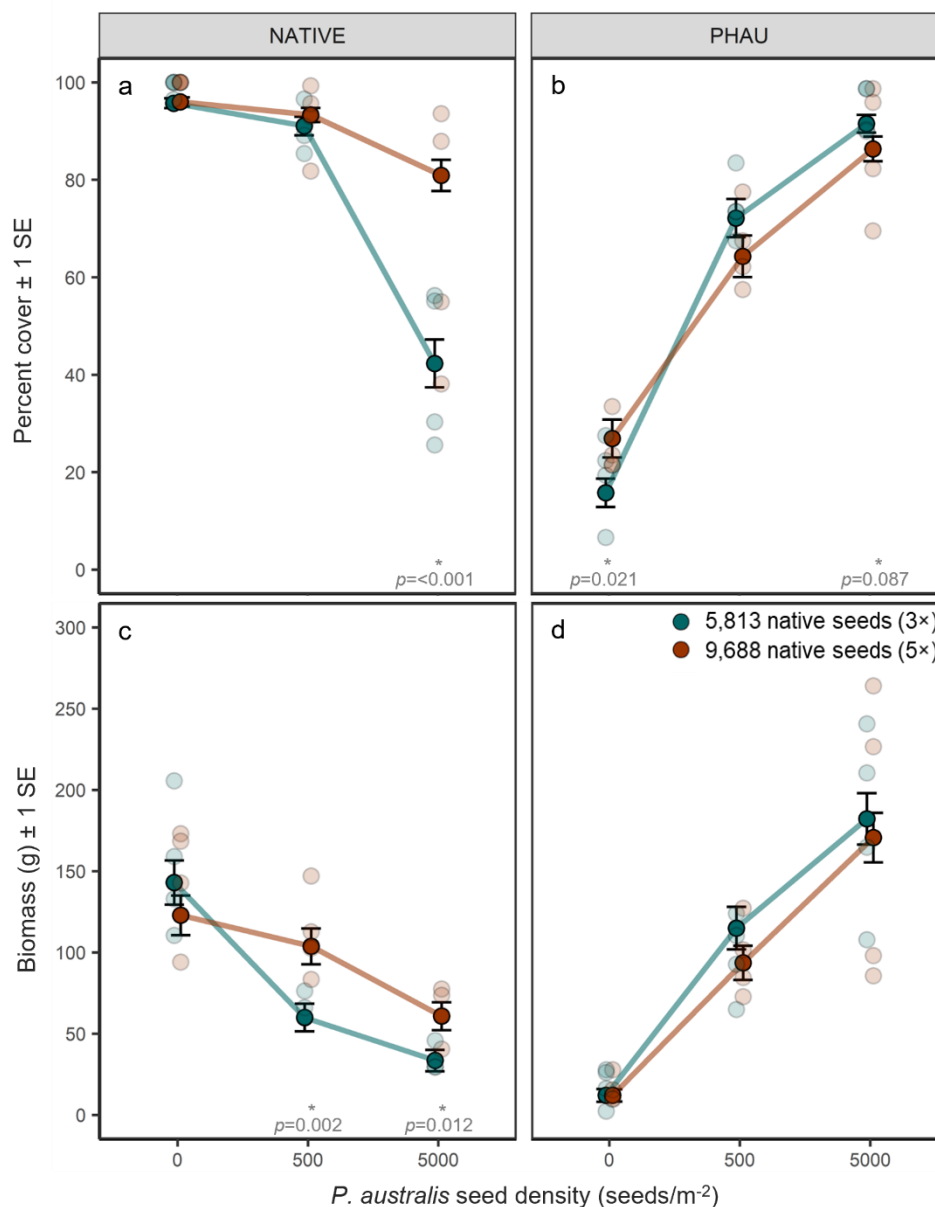 NATIVE PHAU
a b
100
80
60
40
20
0
Percent cover ± 1 SE
*
p=<0.001
*
p=0.021
*
p=0.087
c d
5,813 native seeds (3×)
9,688 native seeds (5×)
300
250
200
150
100
50
0
Biomass (g) ± 1 SE
*
p=0.002
*
p=0.012
0 500 5000 0 500 5000
P. australis seed density (seeds/m⁻²)